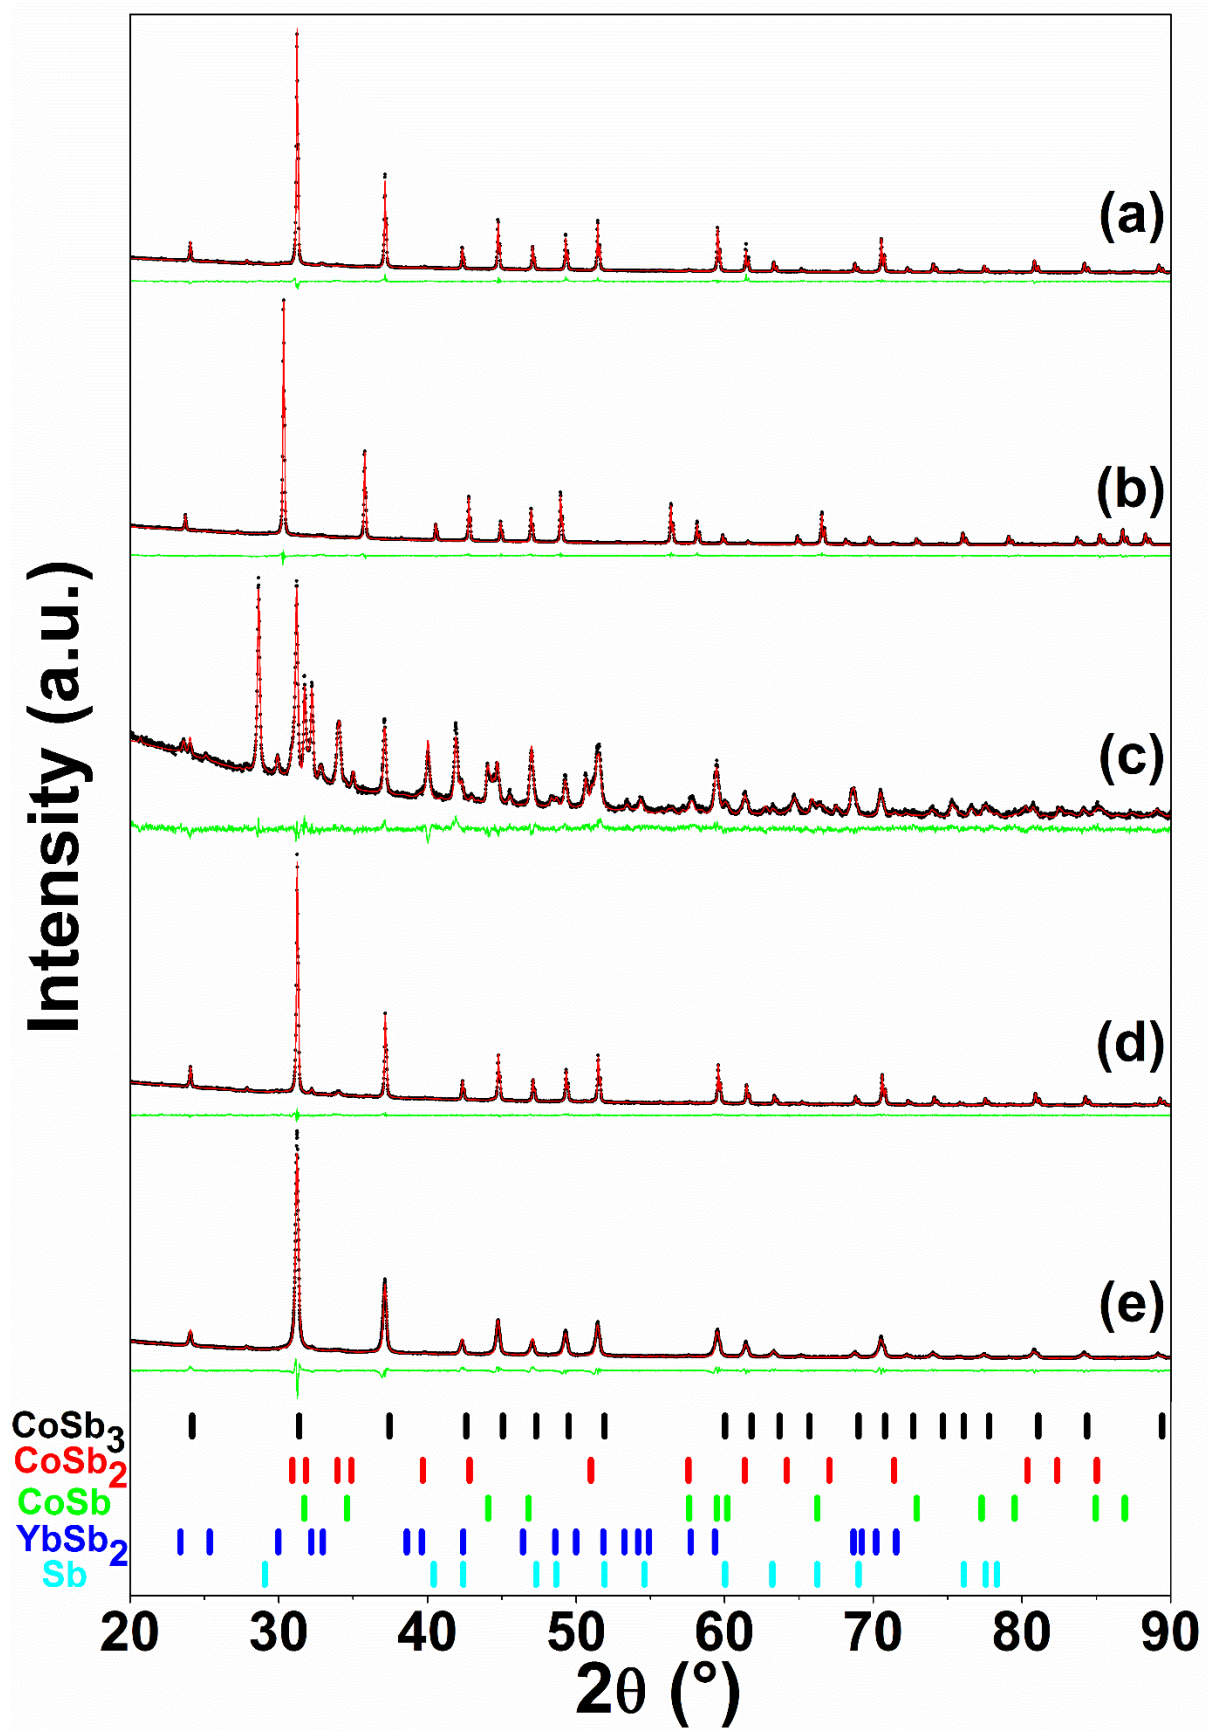 (a)
(b)
(c)
(d)
(e)
Intensity (a.u.)
CoSb₃
CoSb₂
CoSb
YbSb₂
Sb
20 30 40 50 60 70 80 90
2θ (°)